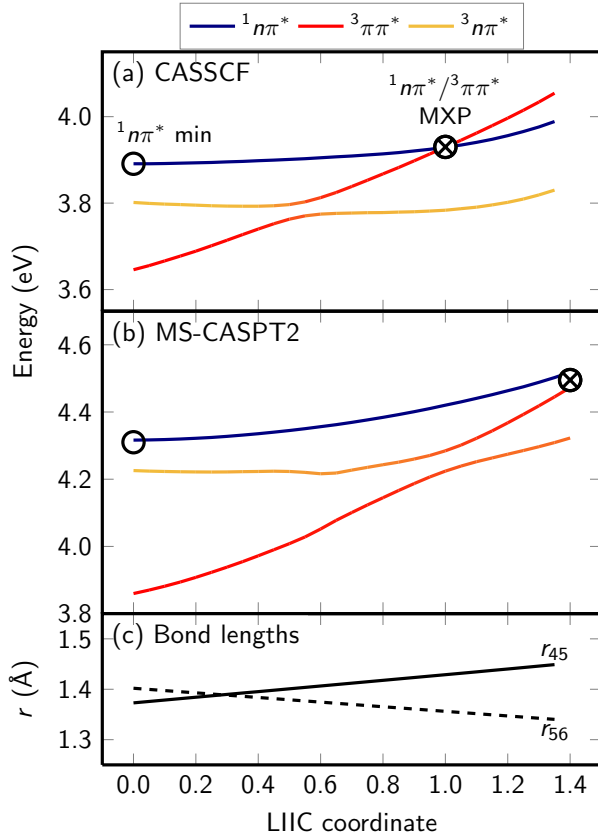 ¹nπ* ³ππ* ³nπ*
(a) CASSCF
¹nπ*/³ππ*
MXP
¹nπ* min
4.0
3.8
3.6
Energy (eV)
(b) MS-CASPT2
4.6
4.4
4.2
4.0
3.8
(c) Bond lengths
1.5
1.4
1.3
r (Å)
r₄₅
r₅₆
0.0 0.2 0.4 0.6 0.8 1.0 1.2 1.4
LIIC coordinate